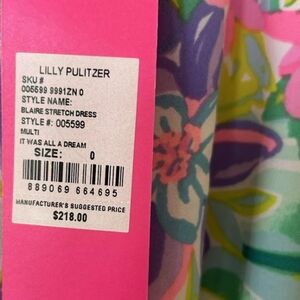 LILLY PULITZER
SKU #
005599 9991ZN 0
STYLE NAME:
BLAIRE STRETCH DRESS
STYLE #: 005599
MULTI
IT WAS ALL A DREAM
SIZE: 0
889069 664695
MANUFACTURER'S SUGGESTED PRICE
$218.00